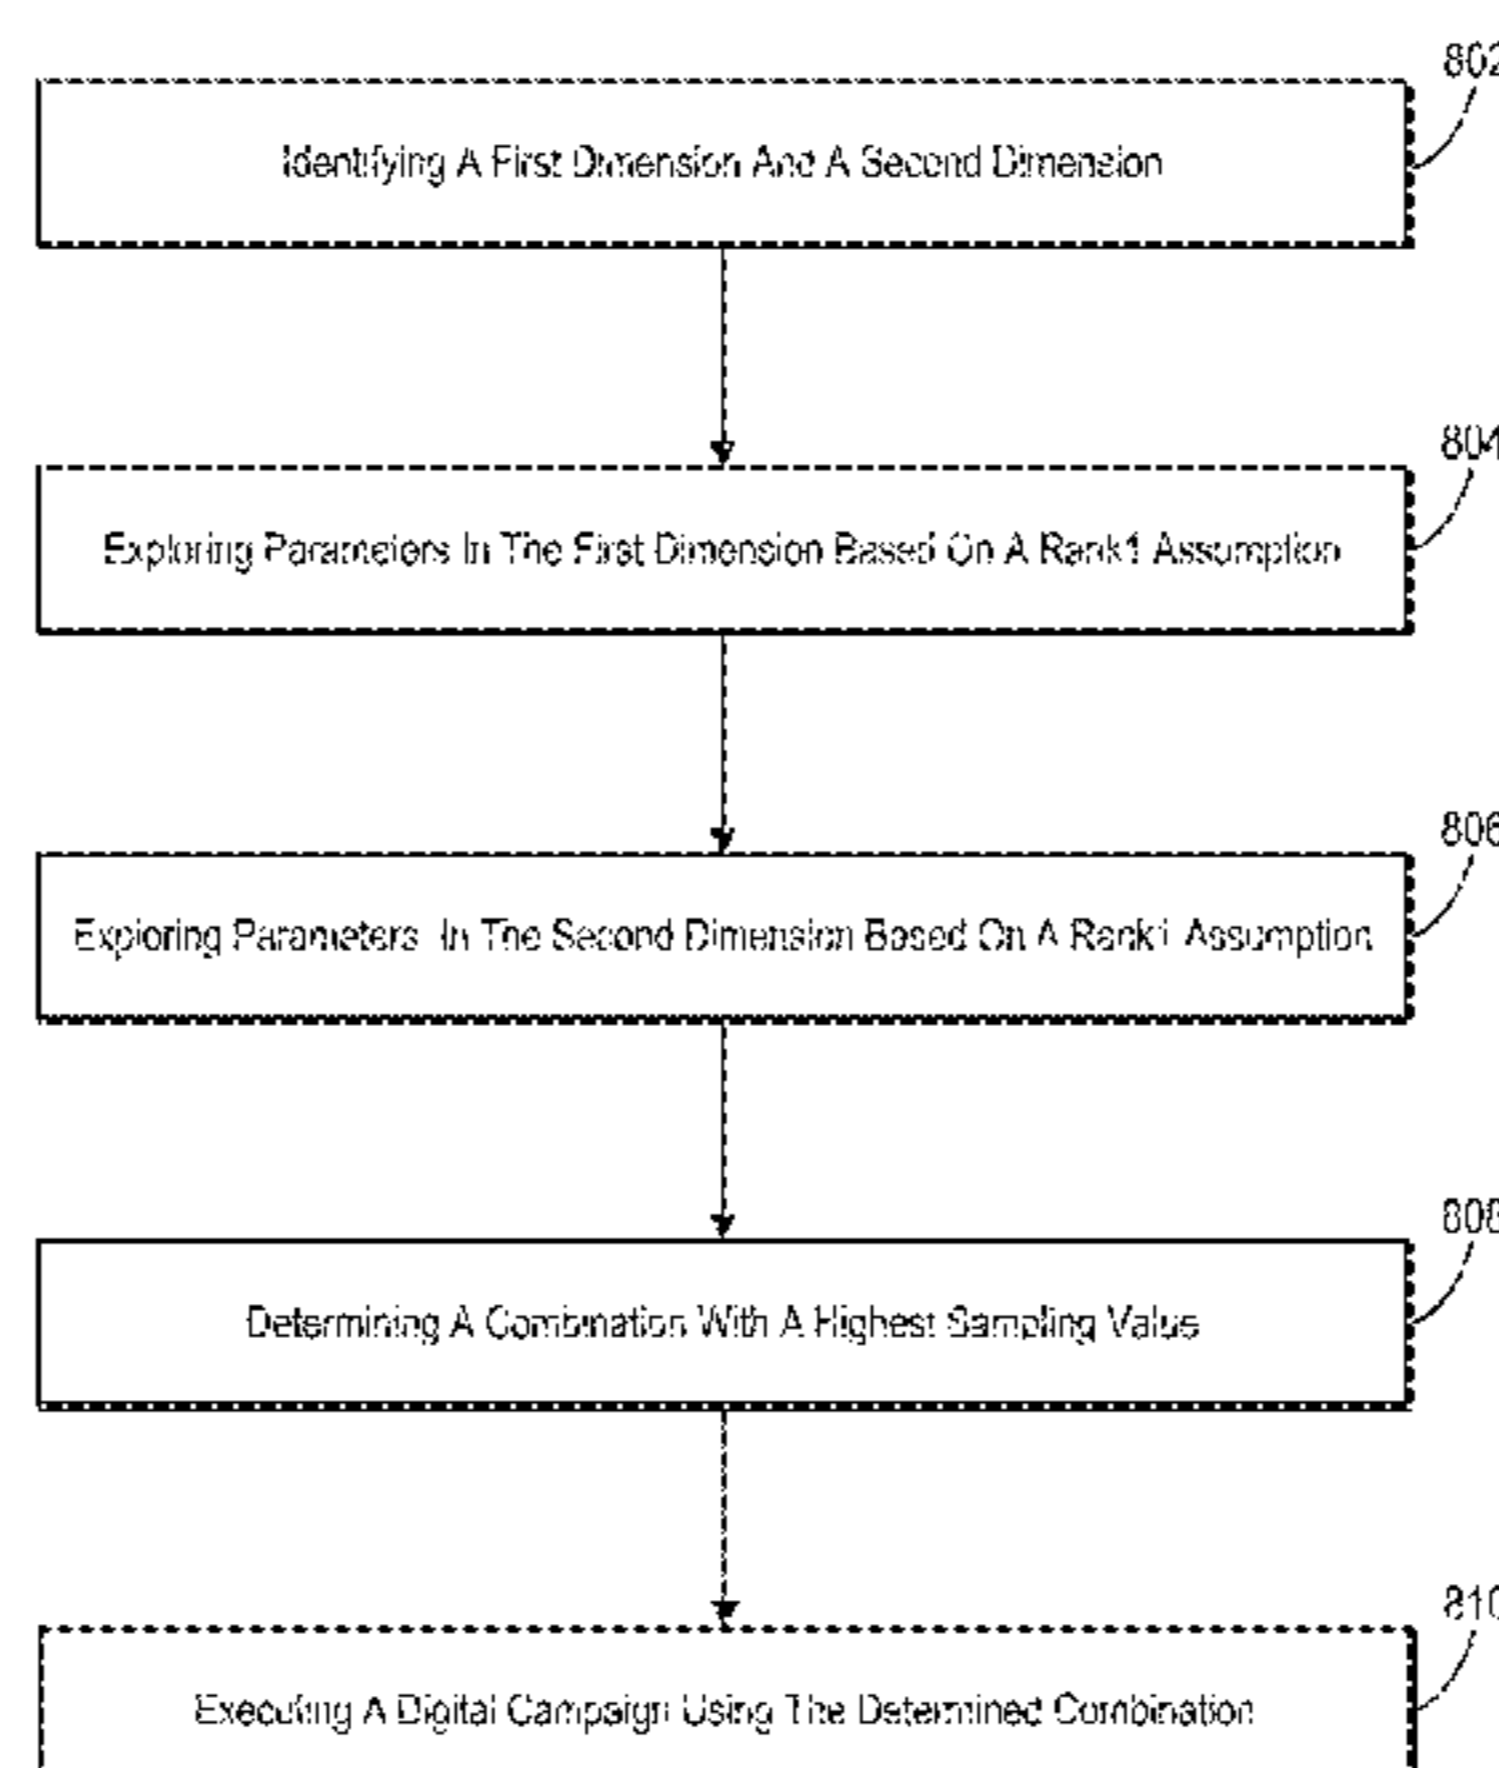 802
Identifying A First Dimension And A Second Dimension
804
Exploring Parameters In The First Dimension Based On A Rank1 Assumption
806
Exploring Parameters In The Second Dimension Based On A Rank1 Assumption
808
Determining A Combination With A Highest Sampling Value
810
Executing A Digital Campaign Using The Determined Combination